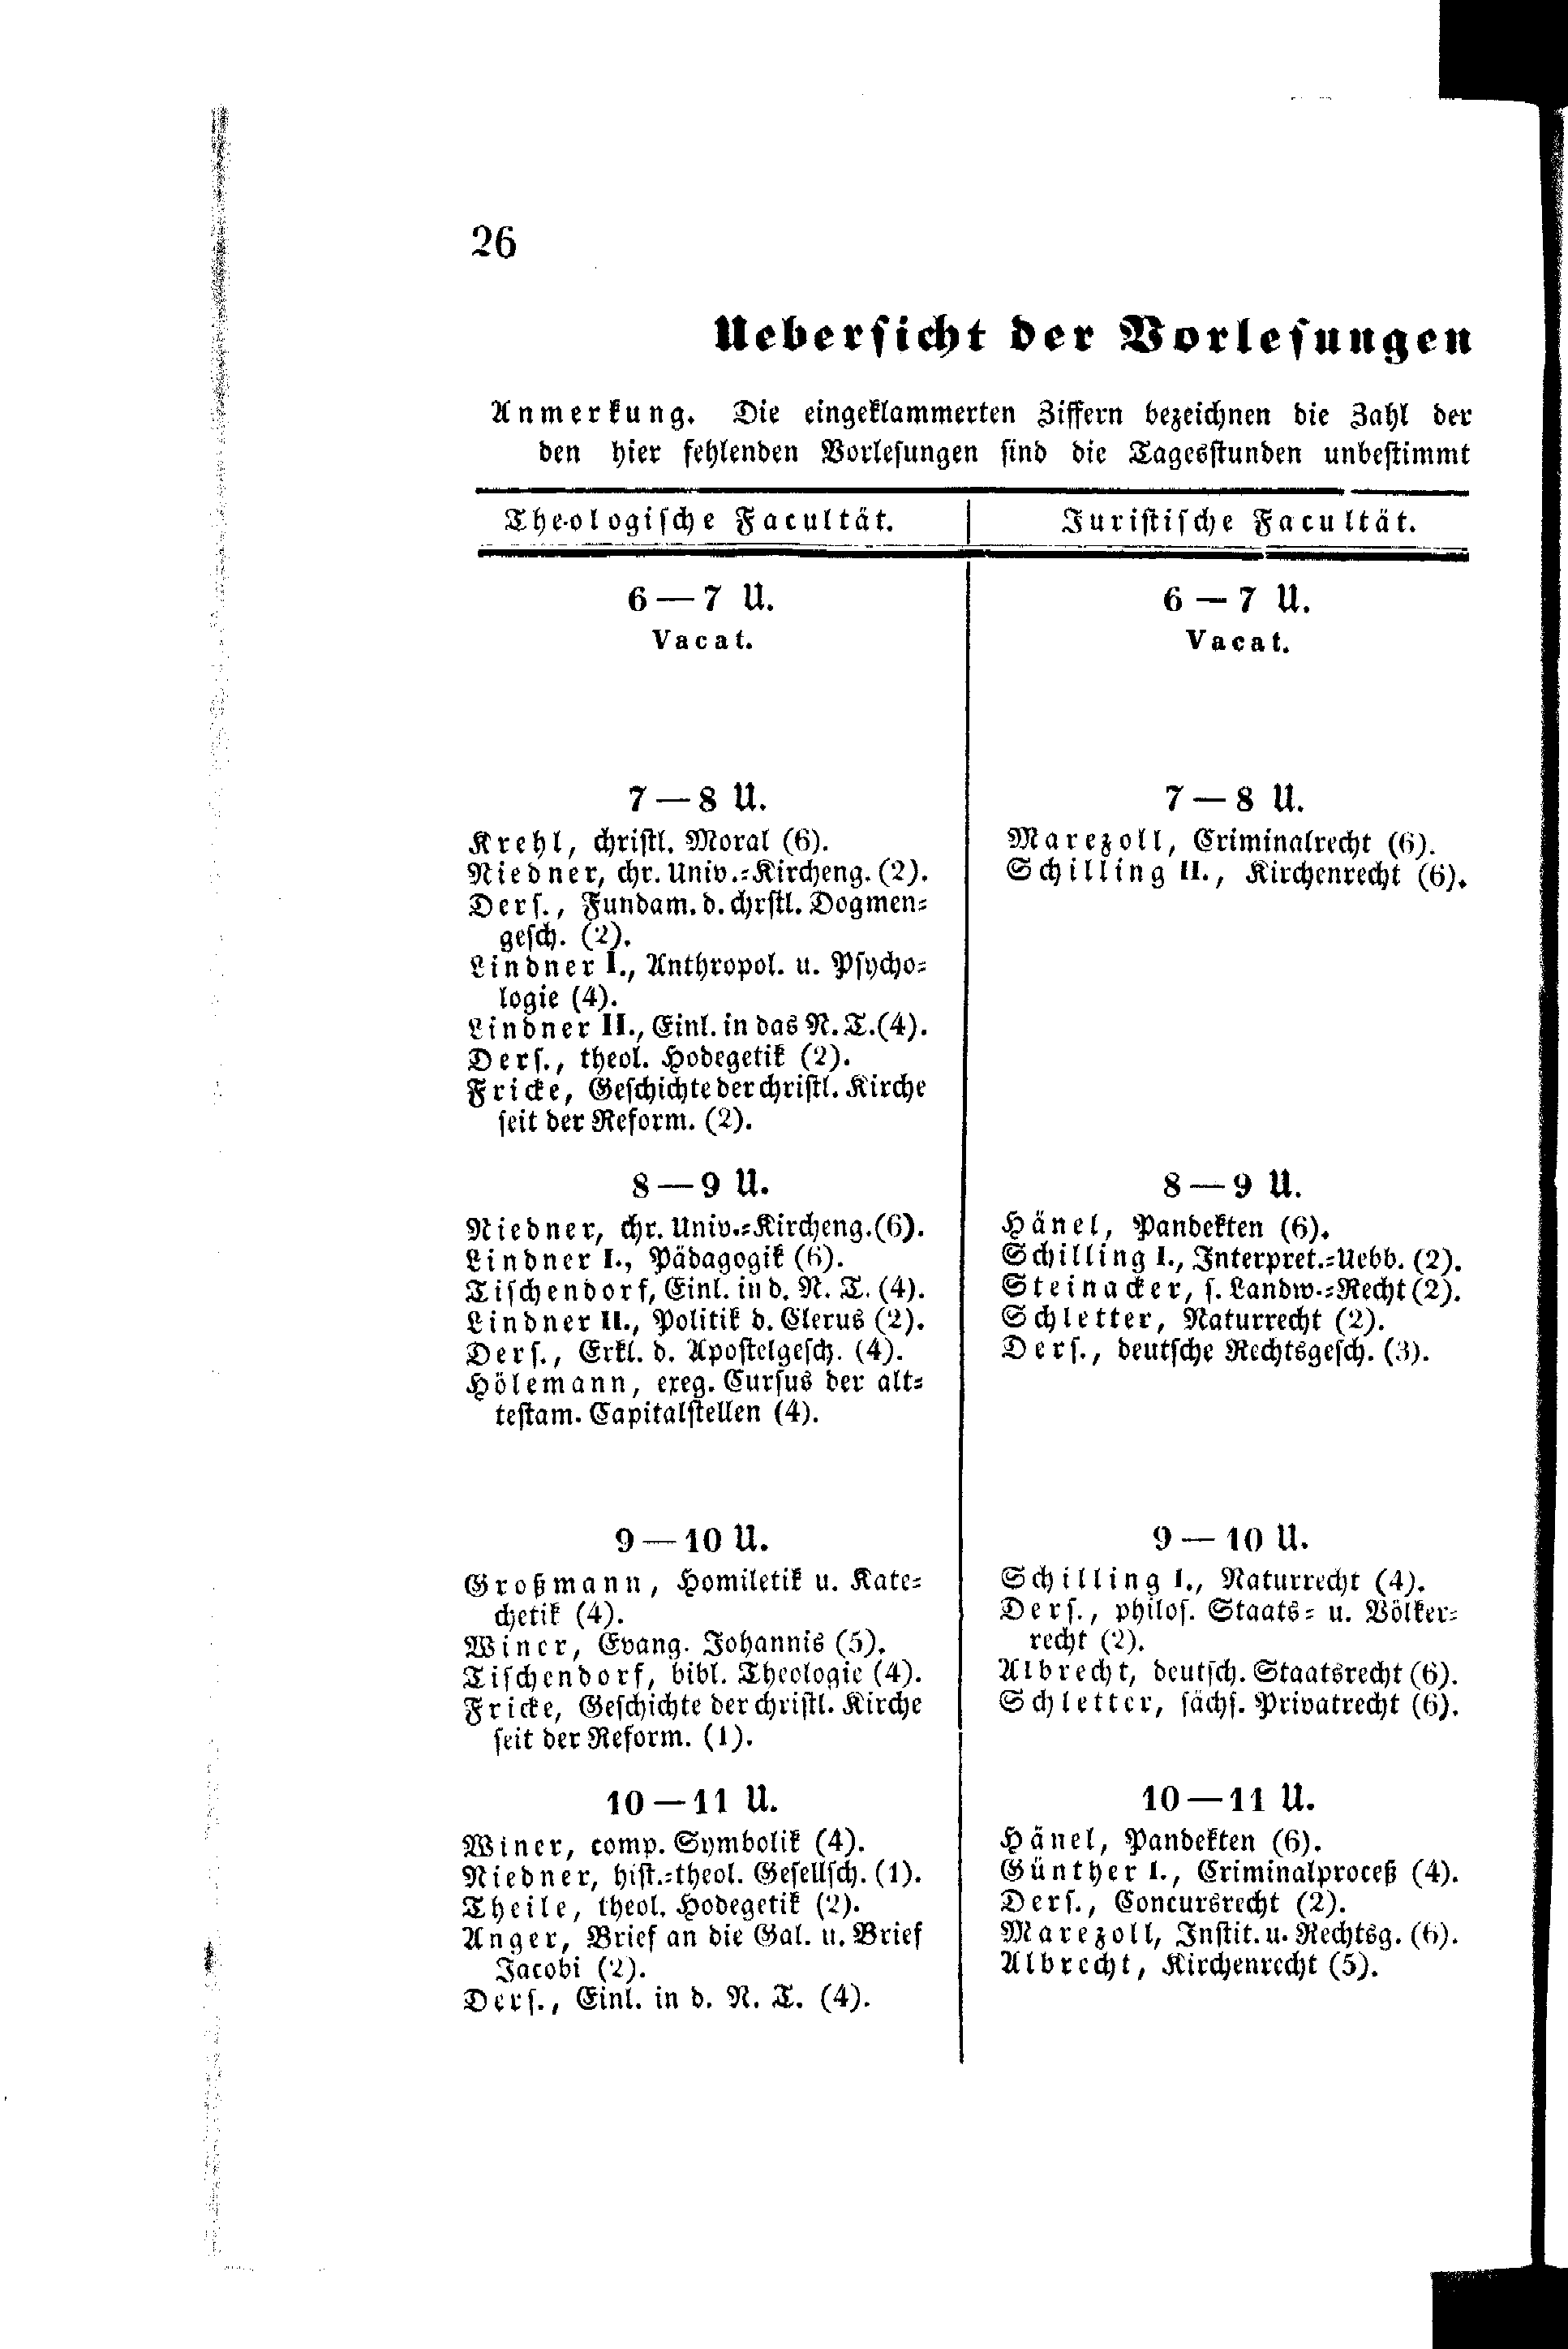 26
Uebersicht der Vorlesungen
Anmerkung. Die eingeklammerten Ziffern bezeichnen die Zahl der
den hier fehlenden Vorlesungen sind die Tagesstunden unbestimmt
Theologische Facultät.
6 — 7 U.
Vacat.
7 — 8 U.
Krehl, christl. Moral (6).
Niedner, chr. Univ.-Kircheng. (2).
Ders., Fundam. d. chrstl. Dogmen-
gesch. (2).
Lindner I., Anthropol. u. Psycho-
logie (4).
Lindner II., Einl. in das N. T. (4).
Ders., theol. Hodegetik (2).
Fricke, Geschichte der christl. Kirche
seit der Reform. (2).
8 — 9 U.
Niedner, chr. Univ.-Kircheng. (6).
Lindner I., Pädagogik (6).
Tischendorf, Einl. in d. N. T. (4).
Lindner II., Politik d. Clerus (2).
Ders., Erkl. d. Apostelgesch. (4).
Hölemann, exeg. Cursus der alt-
testam. Capitalstellen (4).
9 — 10 U.
Großmann, Homiletik u. Kate-
chetik (4).
Winer, Evang. Johannis (5).
Tischendorf, bibl. Theologie (4).
Fricke, Geschichte der christl. Kirche
seit der Reform. (1).
10 — 11 U.
Winer, comp. Symbolik (4).
Niedner, hist.-theol. Gesellsch. (1).
Theile, theol. Hodegetik (2).
Anger, Brief an die Gal. u. Brief
Jacobi (2).
Ders., Einl. in d. N. T. (4).
Juristische Facultät.
6 — 7 U.
Vacat.
7 — 8 U.
Marezoll, Criminalrecht (6).
Schilling II., Kirchenrecht (6).
8 — 9 U.
Hänel, Pandekten (6).
Schilling I., Interpret.-Uebb. (2).
Steinacker, s. Landw.-Recht (2).
Schletter, Naturrecht (2).
Ders., deutsche Rechtsgesch. (3).
9 — 10 U.
Schilling I., Naturrecht (4).
Ders., philos. Staats- u. Völker-
recht (2).
Albrecht, deutsch. Staatsrecht (6).
Schletter, sächs. Privatrecht (6).
10 — 11 U.
Hänel, Pandekten (6).
Günther I., Criminalproceß (4).
Ders., Concursrecht (2).
Marezoll, Instit. u. Rechtsg. (6).
Albrecht, Kirchenrecht (5).